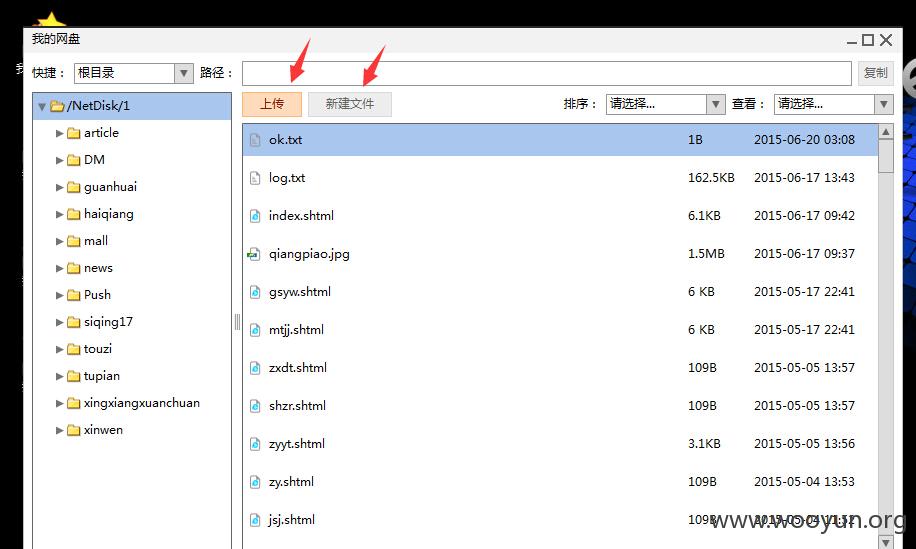 我的网盘
快捷： 根目录 路径： 复制
上传 新建文件 排序： 请选择... 查看： 请选择...
/NetDisk/1
article
DM
guanhuai
haiqiang
mall
news
Push
siqing17
touzi
tupian
xingxiangxuanchuan
xinwen
ok.txt 1B 2015-06-20 03:08
log.txt 162.5KB 2015-06-17 13:43
index.shtml 6.1KB 2015-06-17 09:42
qiangpiao.jpg 1.5MB 2015-06-17 09:37
gsyw.shtml 6 KB 2015-05-17 22:41
mtjj.shtml 6 KB 2015-05-17 22:41
zxdt.shtml 109B 2015-05-05 13:57
shzr.shtml 109B 2015-05-05 13:57
zyyt.shtml 3.1KB 2015-05-05 13:56
zy.shtml 109B 2015-05-04 13:53
jsj.shtml 109B 2015-05-04 11:52
www.wooyun.org